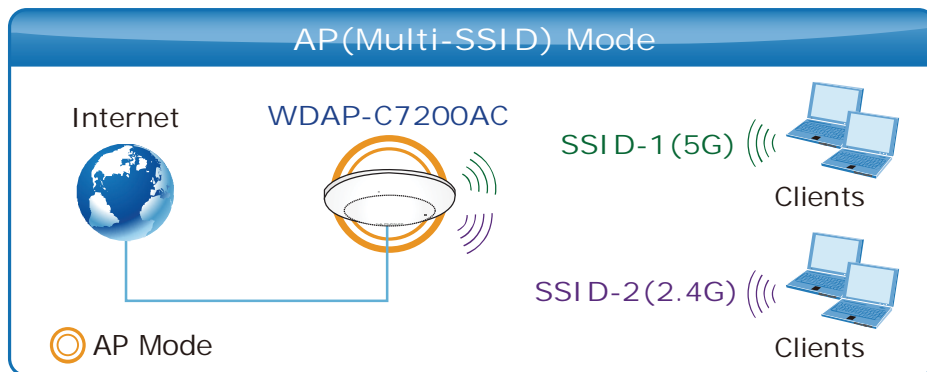 AP(Multi-SSID) Mode
Internet
WDAP-C7200AC
SSID-1(5G)
Clients
SSID-2(2.4G)
AP Mode
Clients